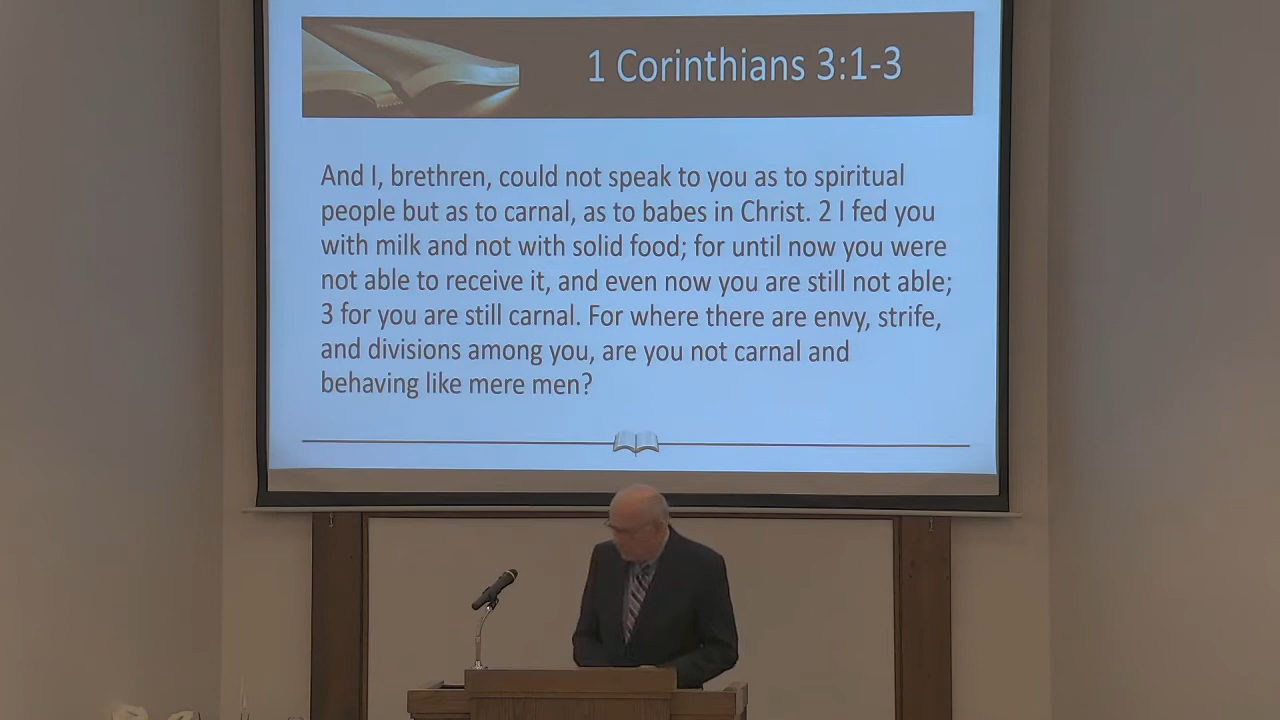 1 Corinthians 3:1-3
And I, brethren, could not speak to you as to spiritual
people but as to carnal, as to babes in Christ. 2 I fed you
with milk and not with solid food; for until now you were
not able to receive it, and even now you are still not able;
3 for you are still carnal. For where there are envy, strife,
and divisions among you, are you not carnal and
behaving like mere men?